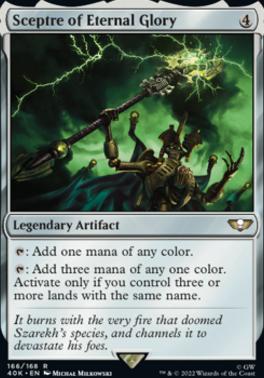 Sceptre of Eternal Glory 4
Legendary Artifact
: Add one mana of any color.
: Add three mana of any one color.
Activate only if you control three or
more lands with the same name.
It burns with the very fire that doomed
Szarekh's species, and channels it to
devastate his foes.
166/168 R
40K • EN MICHAL MILKOWSKI
© GW
™ & © 2022 Wizards of the Coast